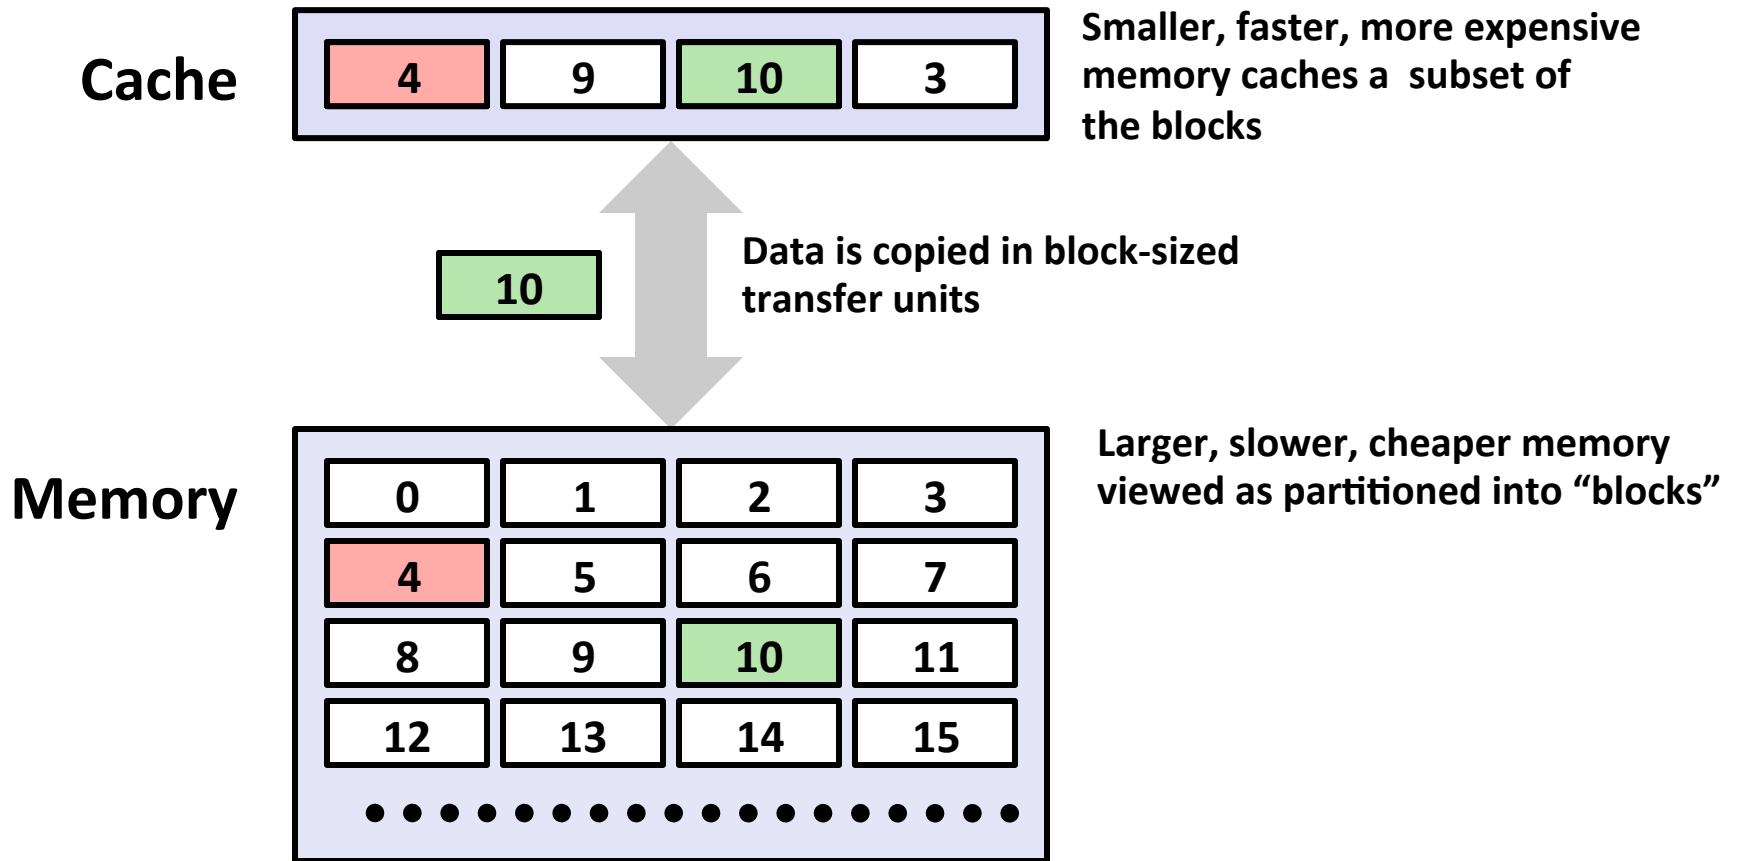 Cache
4 9 10 3
Smaller, faster, more expensive
memory caches a subset of
the blocks
10
Data is copied in block-sized
transfer units
Memory
0 1 2 3
4 5 6 7
8 9 10 11
12 13 14 15
Larger, slower, cheaper memory
viewed as partitioned into “blocks”